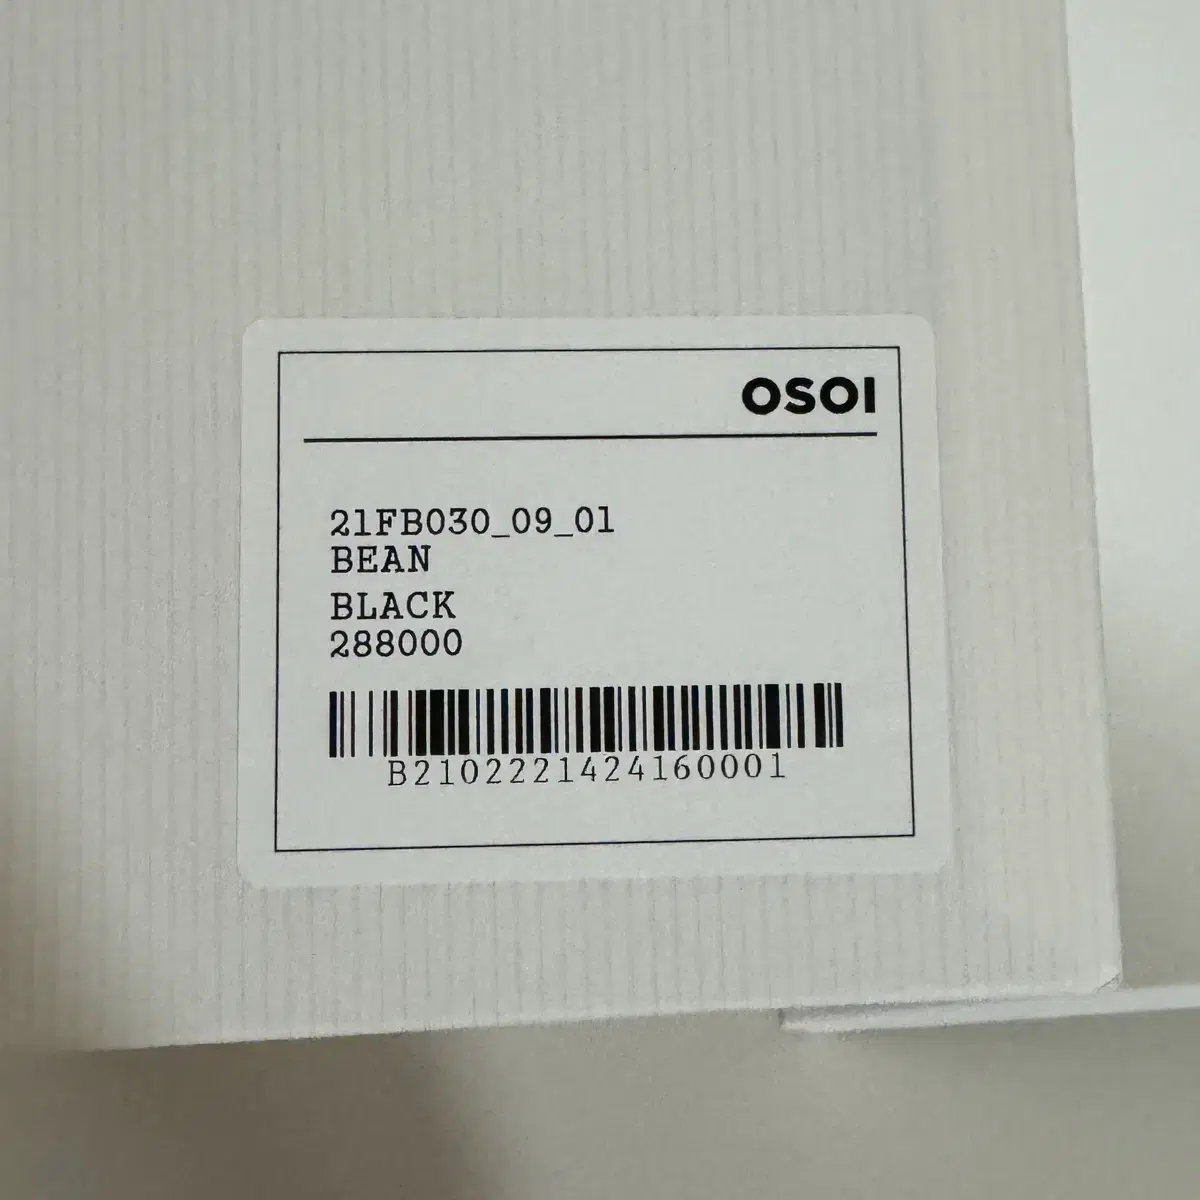 OSOI
21FB030_09_01
BEAN
BLACK
288000
B2102221424160001